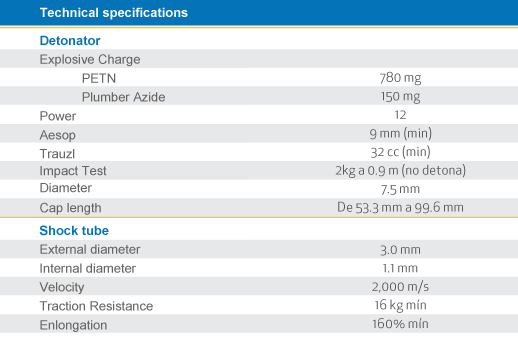 Technical specifications
Detonator
Explosive Charge
PETN 780 mg
Plumber Azide 150 mg
Power 12
Aesop 9 mm (min)
Trauzl 32 cc (min)
Impact Test 2kg a 0.9 m (no detona)
Diameter 7.5 mm
Cap length De 53.3 mm a 99.6 mm
Shock tube
External diameter 3.0 mm
Internal diameter 1.1 mm
Velocity 2,000 m/s
Traction Resistance 16 kg mín
Enlongation 160% mín